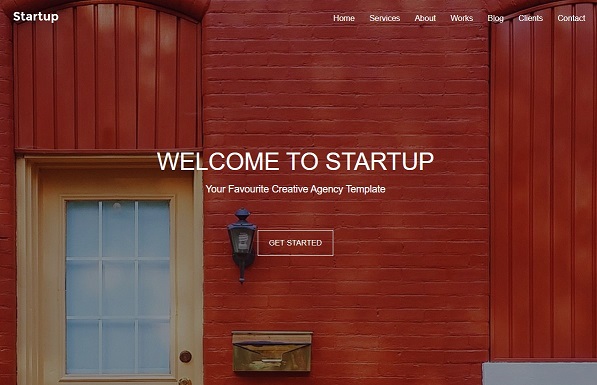 Startup
Home Services About Works Blog Clients Contact
WELCOME TO STARTUP
Your Favourite Creative Agency Template
GET STARTED